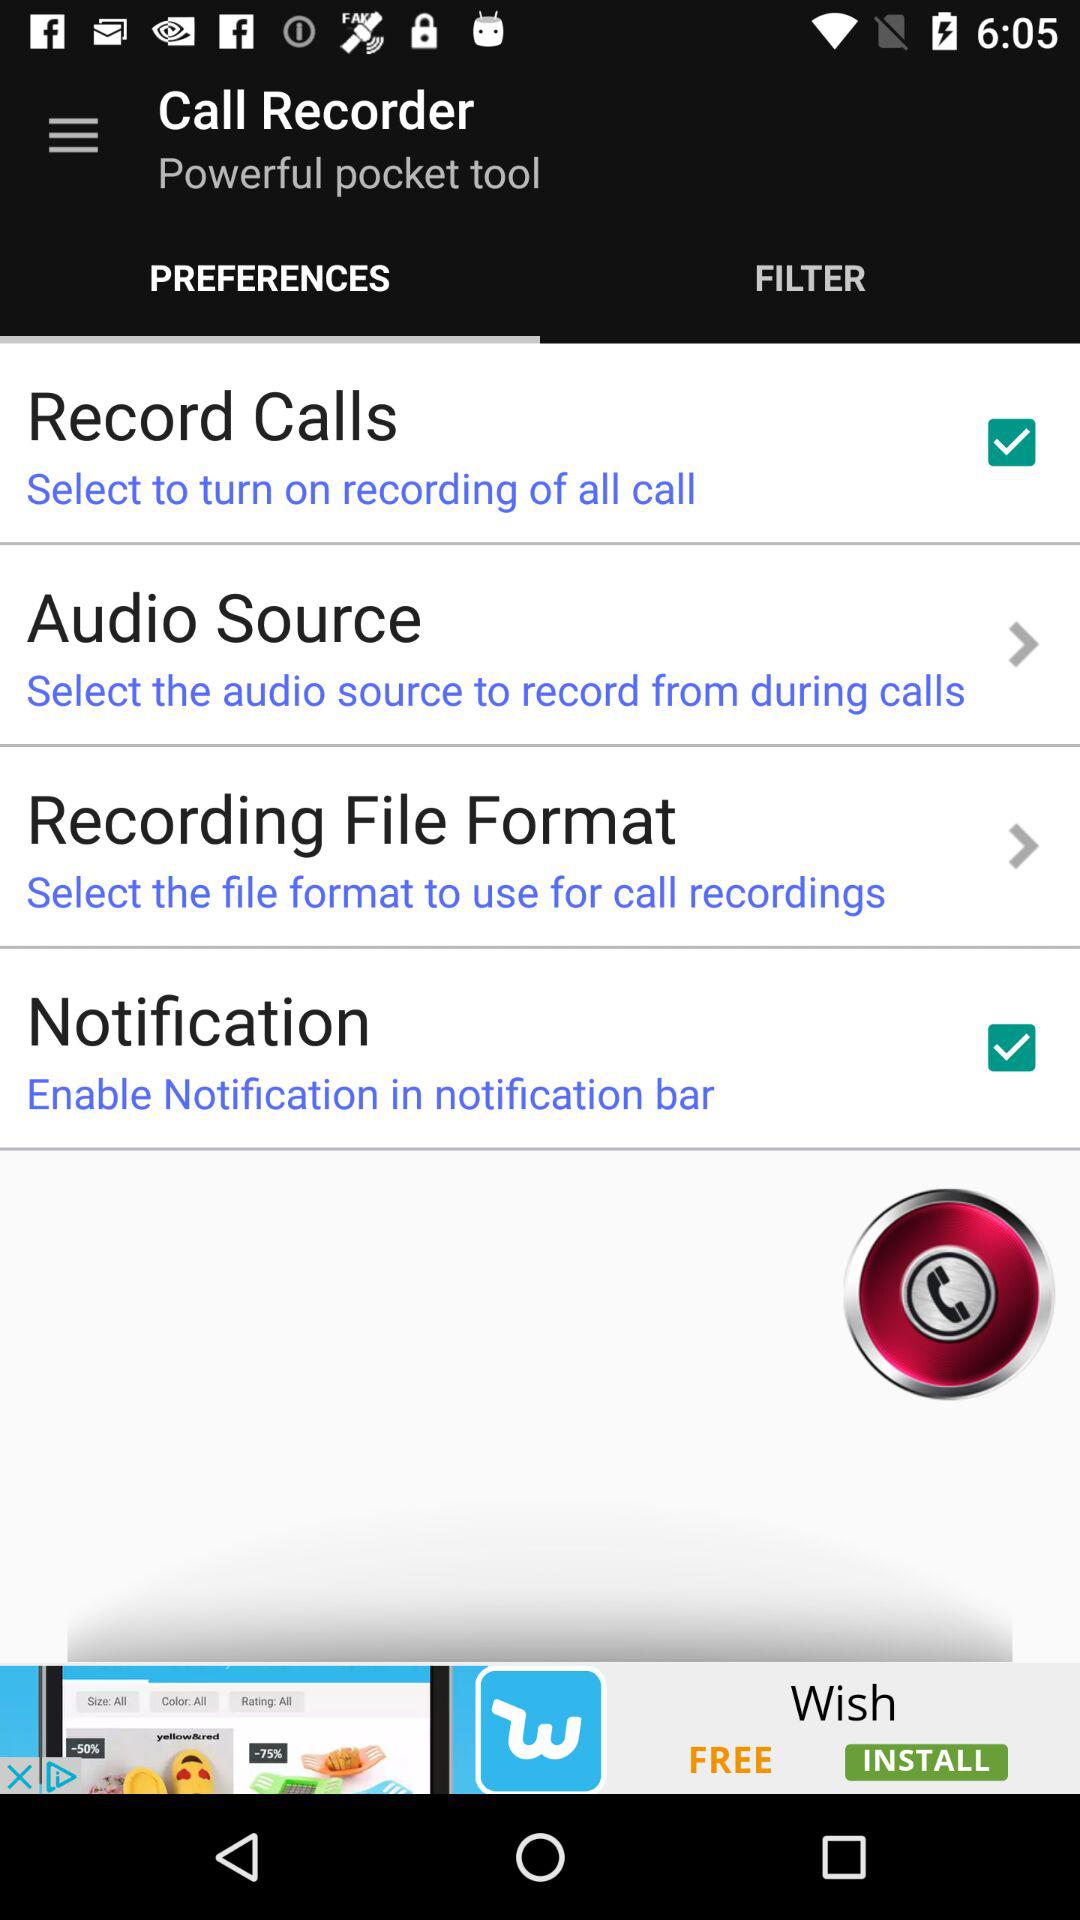 FAK
6:05
Call Recorder
Powerful pocket tool
PREFERENCES
FILTER
Record Calls
Select to turn on recording of all call
Audio Source
Select the audio source to record from during calls
Recording File Format
Select the file format to use for call recordings
Notification
Enable Notification in notification bar
Size: All
Color: All
Rating: All
yellow&red
-50%
-75%
Wish
FREE
INSTALL